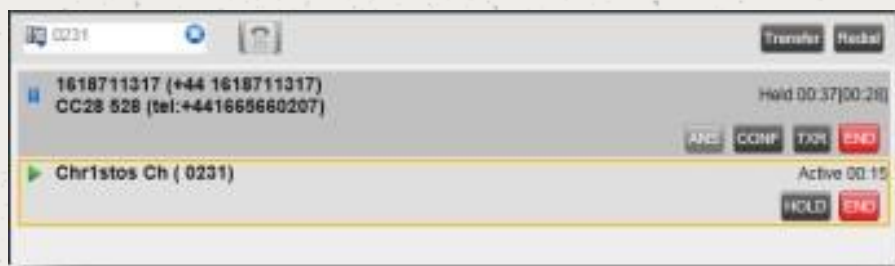 0231
Transfer Redial
1618711317 (+44 1618711317)
Held 00:37[00:28]
CC28 528 (tel:+441665660207)
ANS CONF TXR END
Chr1stos Ch ( 0231)
Active 00:15
HOLD END